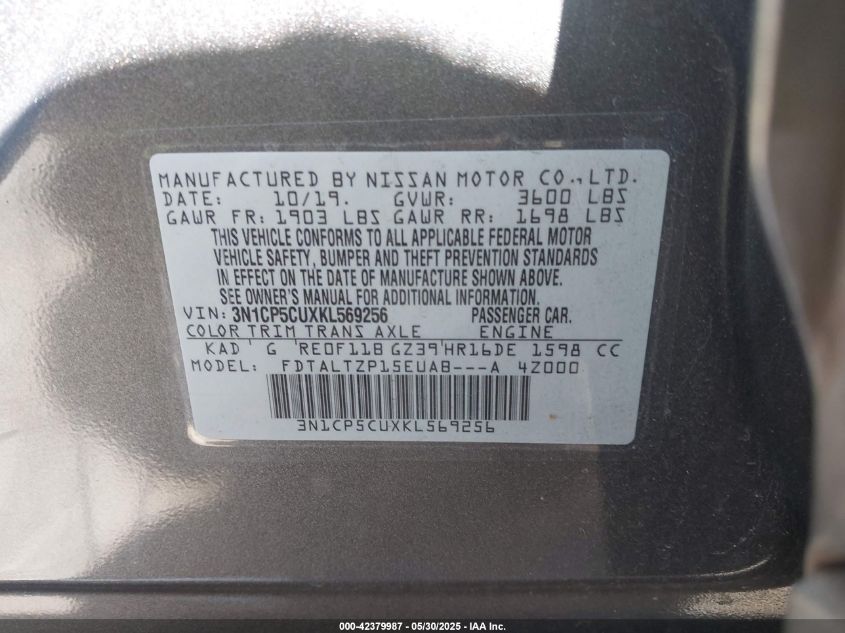 MANUFACTURED BY NISSAN MOTOR CO., LTD.
DATE: 10/19. GVWR: 3600 LBS
GAWR FR: 1903 LBS GAWR RR: 1698 LBS
THIS VEHICLE CONFORMS TO ALL APPLICABLE FEDERAL MOTOR
VEHICLE SAFETY, BUMPER AND THEFT PREVENTION STANDARDS
IN EFFECT ON THE DATE OF MANUFACTURE SHOWN ABOVE.
SEE OWNER'S MANUAL FOR ADDITIONAL INFORMATION.
VIN: 3N1CP5CUXKL569256 PASSENGER CAR.
COLOR TRIM TRANS AXLE ENGINE
KAD G RE0F11B GZ39 HR16DE 1598 CC
MODEL: FDTALTZP15EUAB---A 4Z000
3N1CP5CUXKL569256
000-42379987 - 05/30/2025 - IAA Inc.